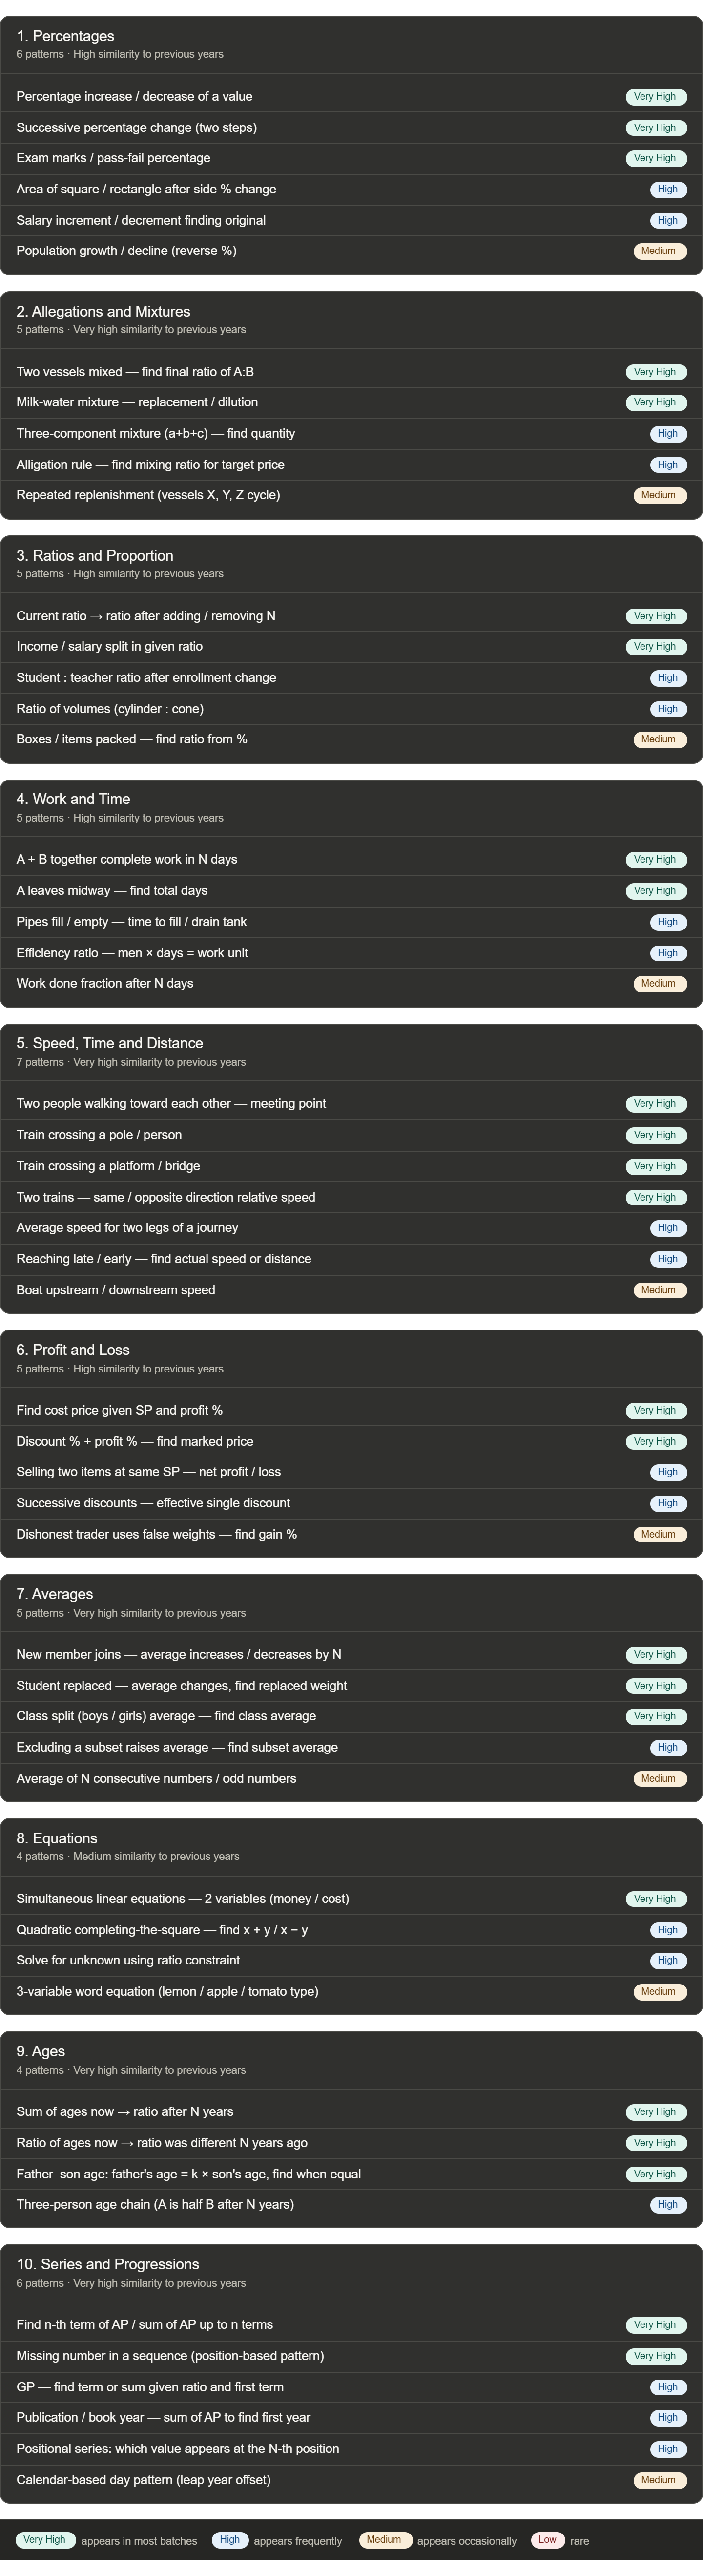 1. Percentages
6 patterns · High similarity to previous years
Percentage increase / decrease of a value Very High
Successive percentage change (two steps) Very High
Exam marks / pass-fail percentage Very High
Area of square / rectangle after side % change High
Salary increment / decrement finding original High
Population growth / decline (reverse %) Medium
2. Allegations and Mixtures
5 patterns · Very high similarity to previous years
Two vessels mixed — find final ratio of A:B Very High
Milk-water mixture — replacement / dilution Very High
Three-component mixture (a+b+c) — find quantity High
Alligation rule — find mixing ratio for target price High
Repeated replenishment (vessels X, Y, Z cycle) Medium
3. Ratios and Proportion
5 patterns · High similarity to previous years
Current ratio → ratio after adding / removing N Very High
Income / salary split in given ratio Very High
Student : teacher ratio after enrollment change High
Ratio of volumes (cylinder : cone) High
Boxes / items packed — find ratio from % Medium
4. Work and Time
5 patterns · High similarity to previous years
A + B together complete work in N days Very High
A leaves midway — find total days Very High
Pipes fill / empty — time to fill / drain tank High
Efficiency ratio — men × days = work unit High
Work done fraction after N days Medium
5. Speed, Time and Distance
7 patterns · Very high similarity to previous years
Two people walking toward each other — meeting point Very High
Train crossing a pole / person Very High
Train crossing a platform / bridge Very High
Two trains — same / opposite direction relative speed Very High
Average speed for two legs of a journey High
Reaching late / early — find actual speed or distance High
Boat upstream / downstream speed Medium
6. Profit and Loss
5 patterns · High similarity to previous years
Find cost price given SP and profit % Very High
Discount % + profit % — find marked price Very High
Selling two items at same SP — net profit / loss High
Successive discounts — effective single discount High
Dishonest trader uses false weights — find gain % Medium
7. Averages
5 patterns · Very high similarity to previous years
New member joins — average increases / decreases by N Very High
Student replaced — average changes, find replaced weight Very High
Class split (boys / girls) average — find class average Very High
Excluding a subset raises average — find subset average High
Average of N consecutive numbers / odd numbers Medium
8. Equations
4 patterns · Medium similarity to previous years
Simultaneous linear equations — 2 variables (money / cost) Very High
Quadratic completing-the-square — find x + y / x − y High
Solve for unknown using ratio constraint High
3-variable word equation (lemon / apple / tomato type) Medium
9. Ages
4 patterns · Very high similarity to previous years
Sum of ages now → ratio after N years Very High
Ratio of ages now → ratio was different N years ago Very High
Father–son age: father's age = k × son's age, find when equal Very High
Three-person age chain (A is half B after N years) High
10. Series and Progressions
6 patterns · Very high similarity to previous years
Find n-th term of AP / sum of AP up to n terms Very High
Missing number in a sequence (position-based pattern) Very High
GP — find term or sum given ratio and first term High
Publication / book year — sum of AP to find first year High
Positional series: which value appears at the N-th position High
Calendar-based day pattern (leap year offset) Medium
Very High appears in most batches High appears frequently Medium appears occasionally Low rare